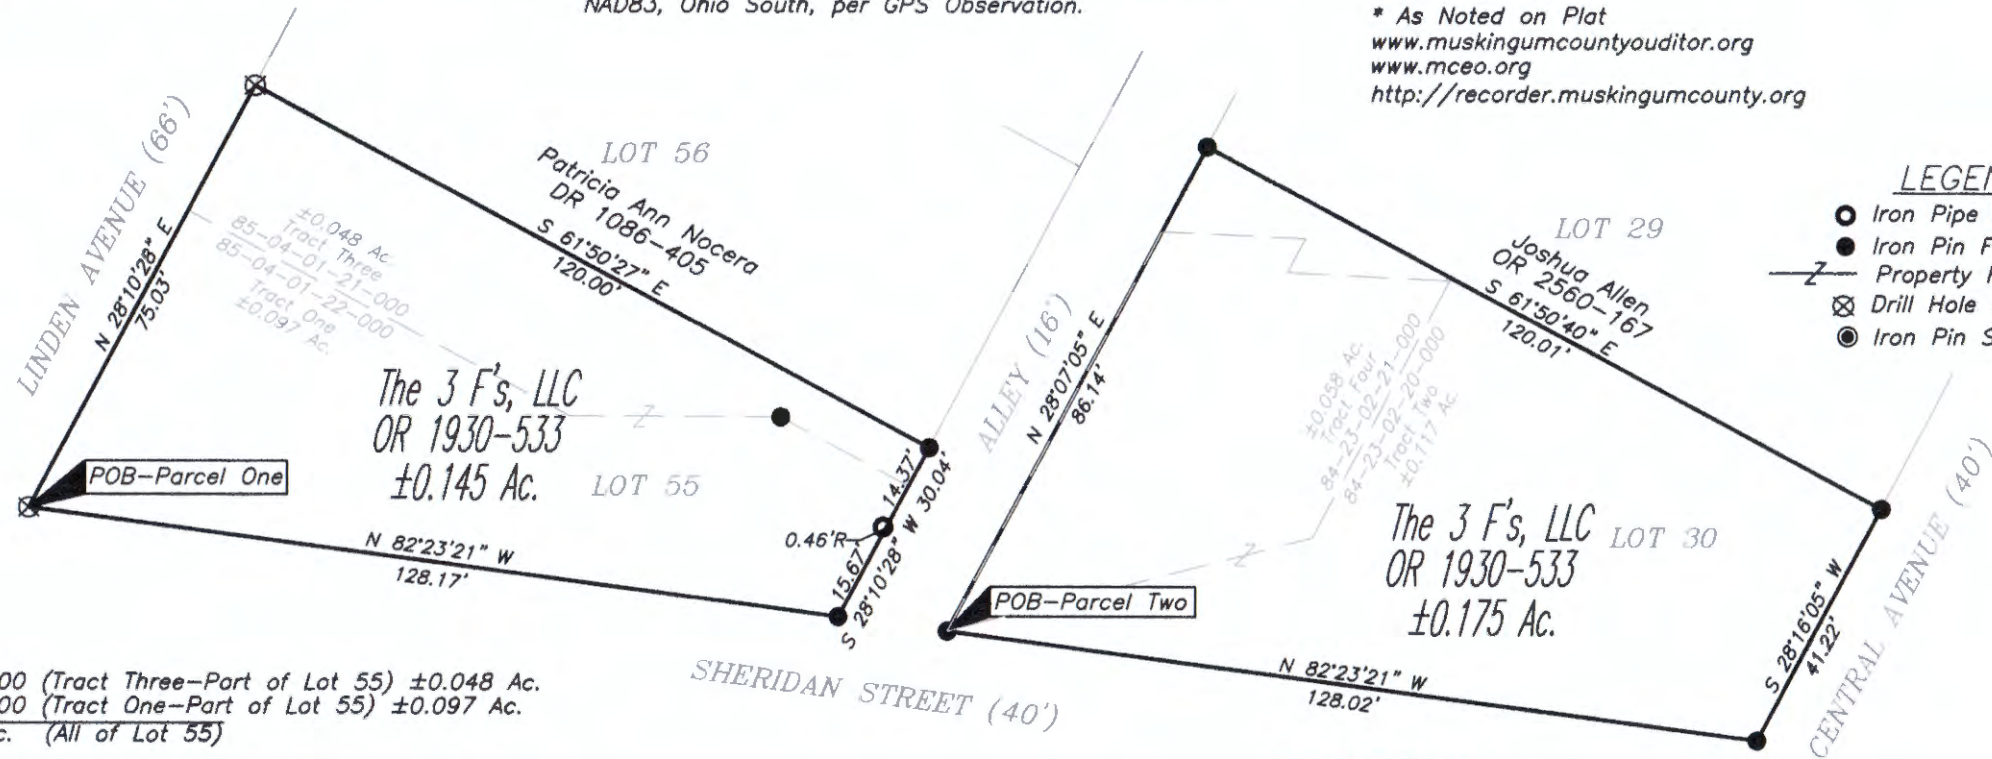 NAD83, Ohio South, per GPS Observation.
* As Noted on Plat
www.muskingumcountyouditor.org
www.mceo.org
http://recorder.muskingumcounty.org
LINDEN AVENUE (66')
N 28°10'28" E
75.03'
±0.048 Ac.
Tract Three
85-04-01-21-000
85-04-01-22-000
Tract One
±0.097 Ac.
LOT 56
Patricia Ann Nocera
DR 1086-405
S 61°50'27" E
120.00'
The 3 F's, LLC
OR 1930-533
±0.145 Ac.
LOT 55
POB-Parcel One
N 82°23'21" W
128.17'
14.37'
0.46'R
15.67'
S 28°10'28" W 30.04'
ALLEY (16')
N 28°07'05" E
86.14'
LOT 29
Joshua Allen
OR 2560-167
S 61°50'40" E
120.01'
±0.058 Ac.
Tract Four
84-23-02-21-000
84-23-02-20-000
Tract Two
±0.117 Ac.
The 3 F's, LLC
OR 1930-533
±0.175 Ac.
LOT 30
POB-Parcel Two
N 82°23'21" W
128.02'
S 28°16'05" W
41.22'
CENTRAL AVENUE (40')
SHERIDAN STREET (40')
LEGEN
Iron Pipe
Iron Pin F
Z Property H
Drill Hole
Iron Pin S
00 (Tract Three-Part of Lot 55) ±0.048 Ac.
00 (Tract One-Part of Lot 55) ±0.097 Ac.
c. (All of Lot 55)